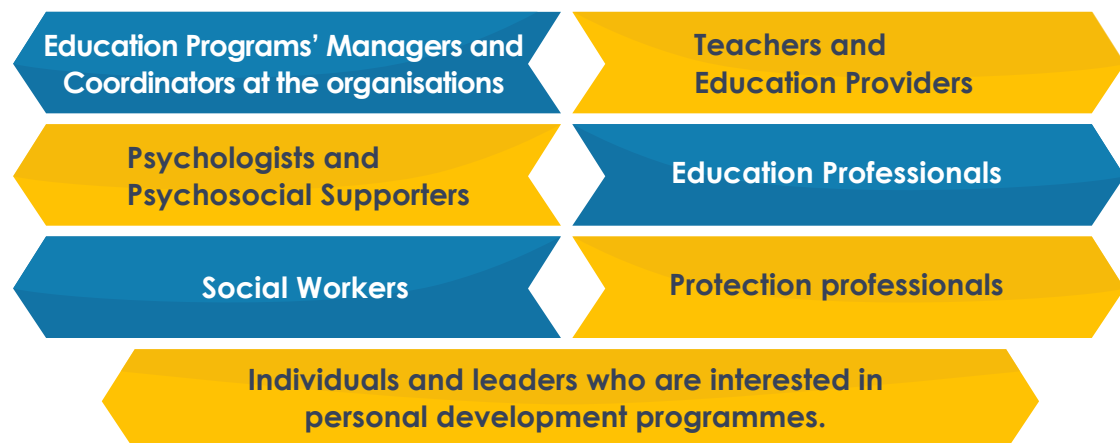 Education Programs’ Managers and
Coordinators at the organisations
Teachers and
Education Providers
Psychologists and
Psychosocial Supporters
Education Professionals
Social Workers
Protection professionals
Individuals and leaders who are interested in
personal development programmes.